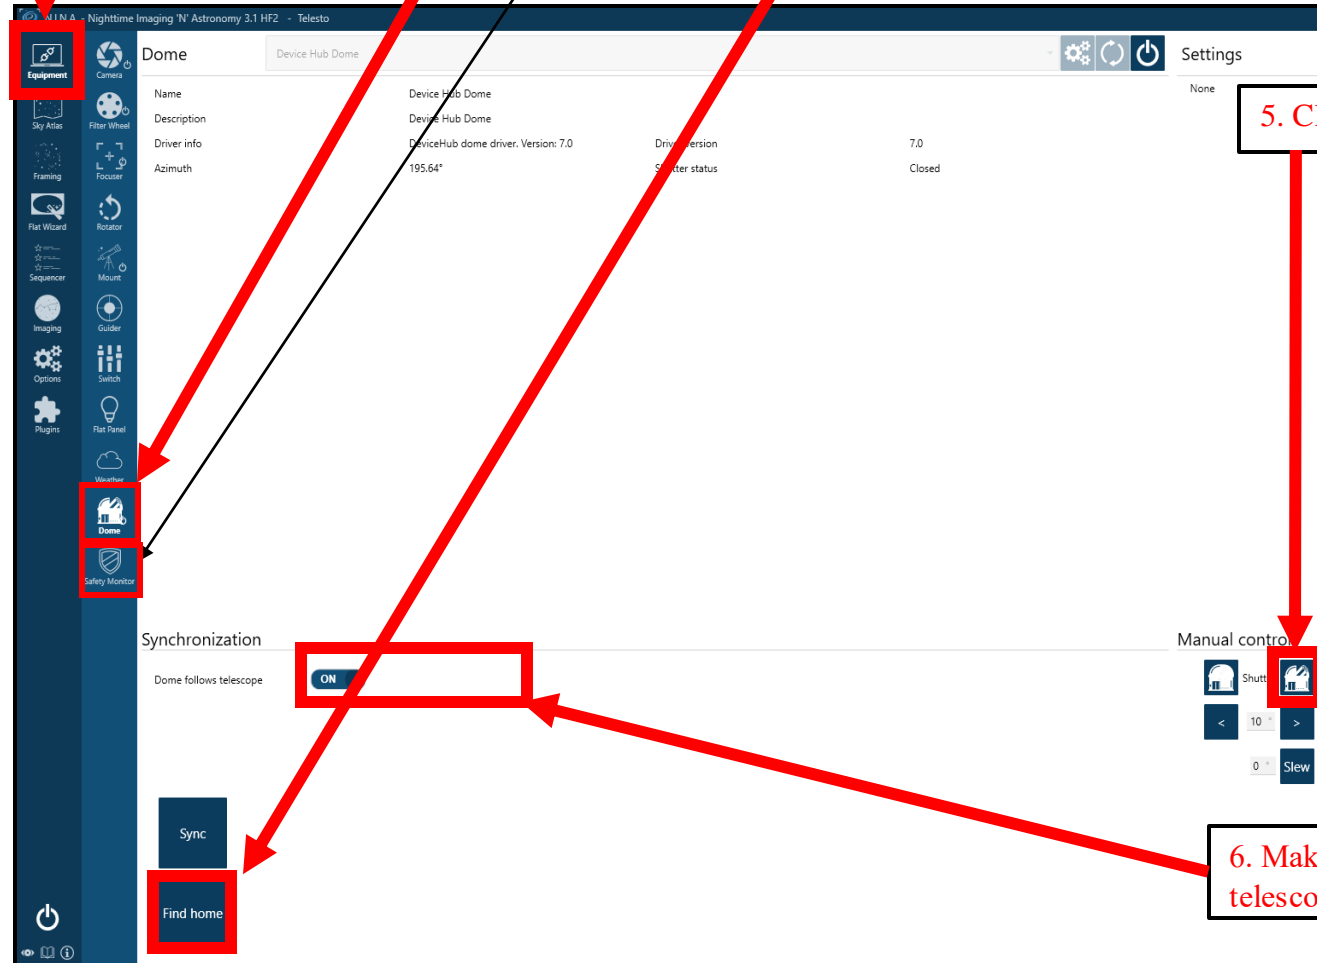 N.I.N.A. - Nighttime Imaging 'N' Astronomy 3.1 HF2 - Telesto
Equipment
Camera
Dome
Device Hub Dome
Settings
Name
Device Hub Dome
None
5.
Sky Atlas
Filter Wheel
Description
Device Hub Dome
Driver info
DeviceHub dome driver. Version: 7.0
7.0
Framing
Focuser
Azimuth
195.64°
status
Closed
Flat Wizard
Rotator
Sequencer
Mount
Imaging
Guider
Options
Switch
Plugins
Flat Panel
Weather
Dome
Safety Monitor
Synchronization
Manual control
Dome follows telescope
ON
< 10 ° >
0 ° Slew
Sync
6.
Find home